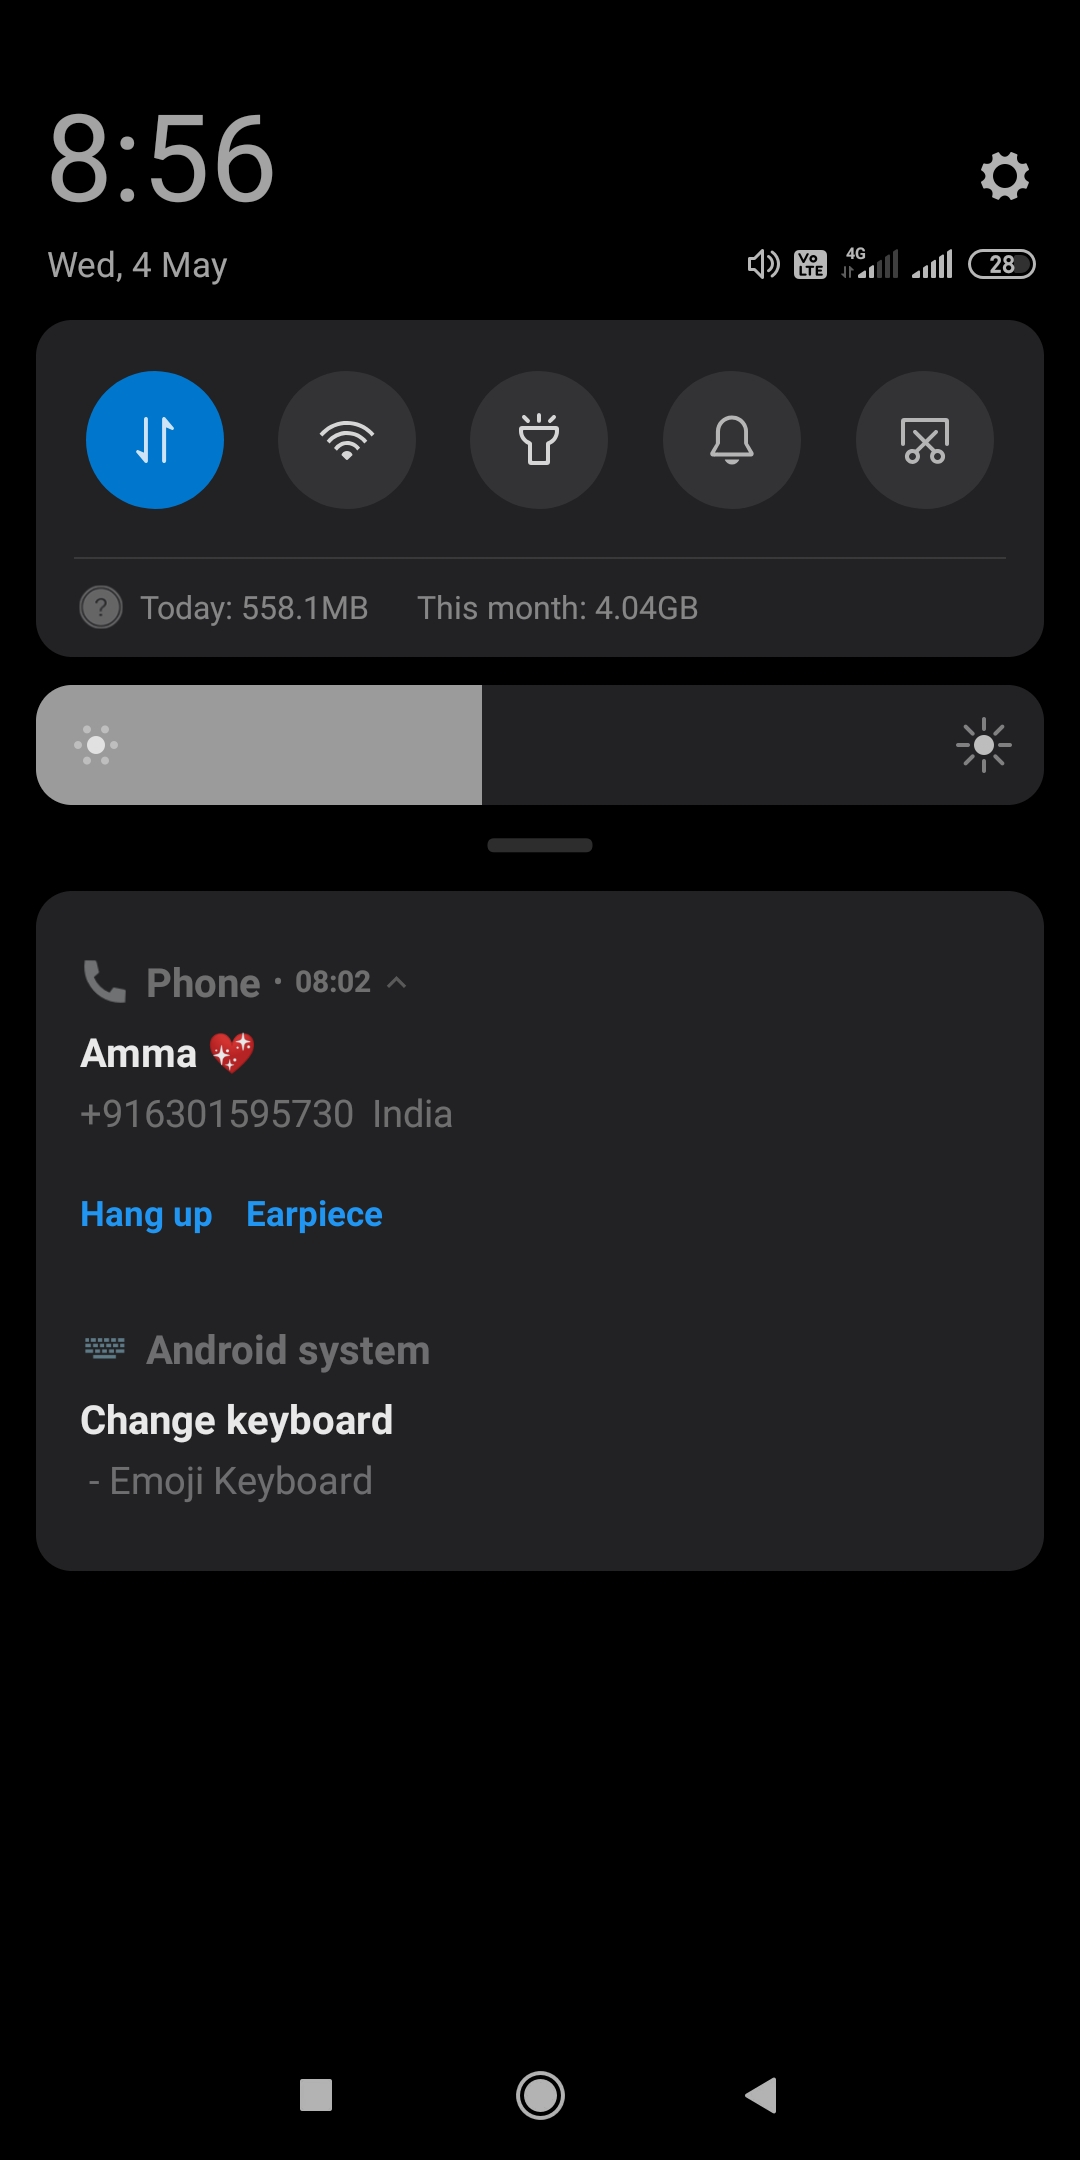 8:56
Wed, 4 May
Vo LTE 4G 28
Today: 558.1MB This month: 4.04GB
Phone · 08:02
Amma 💖
+916301595730 India
Hang up Earpiece
Android system
Change keyboard
- Emoji Keyboard